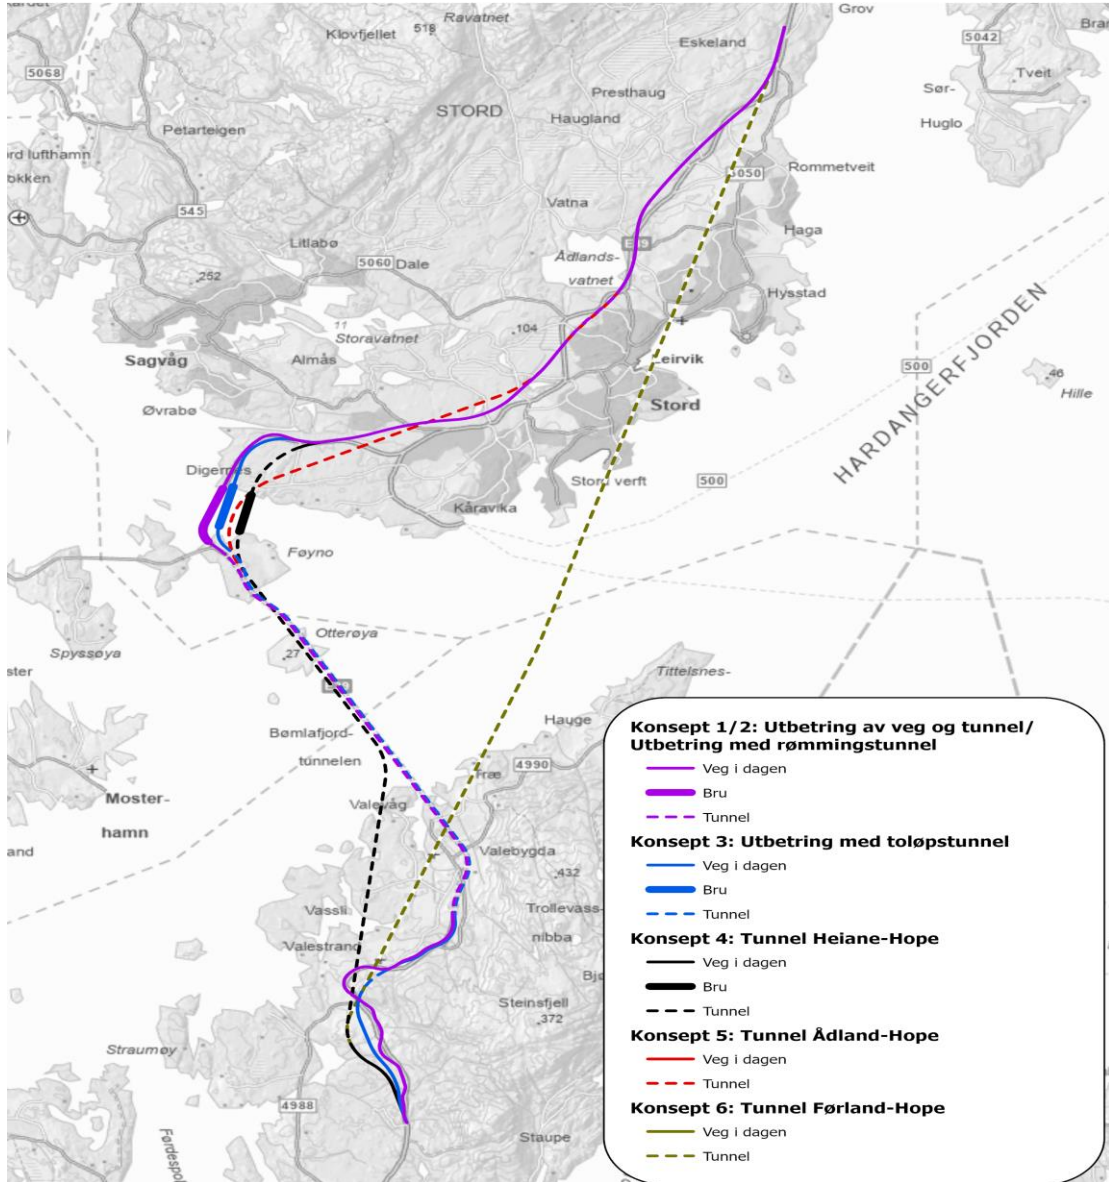 Grov
Ravatnet
Klovfjellet
518
Eskeland
5042
5068
Tveit
Presthaug
Sør-
STORD
Haugland
Huglo
Petarteigen
rd lufthamn
okken
Rommetveit
5050
545
Vatna
Haga
Litlabø
5060
Dale
Ådlands-
vatnet
252
Hysstad
11
Storavatnet
104
Sagvåg
Almås
Leirvik
HARDANGERFJORDEN
500
46
Hille
Øvrabø
Stord
Digernes
Stord verft
500
Kåravika
Føyno
Otterøya
Spyssøya
27
Tittelsnes-
ster
Hauge
Bømlafjord-
tunnelen
4990
Træ
Moster-
hamn
Valevåg
and
Valebygda
432
Vassli
Trollevass-
nibba
Valestrand
Steinsfjell
372
Straumøy
4988
Staupe
Konsept 1/2: Utbetring av veg og tunnel/
Utbetring med rømmingstunnel
Veg i dagen
Bru
Tunnel
Konsept 3: Utbetring med toløpstunnel
Veg i dagen
Bru
Tunnel
Konsept 4: Tunnel Heiane-Hope
Veg i dagen
Bru
Tunnel
Konsept 5: Tunnel Ådland-Hope
Veg i dagen
Tunnel
Konsept 6: Tunnel Førland-Hope
Veg i dagen
Tunnel